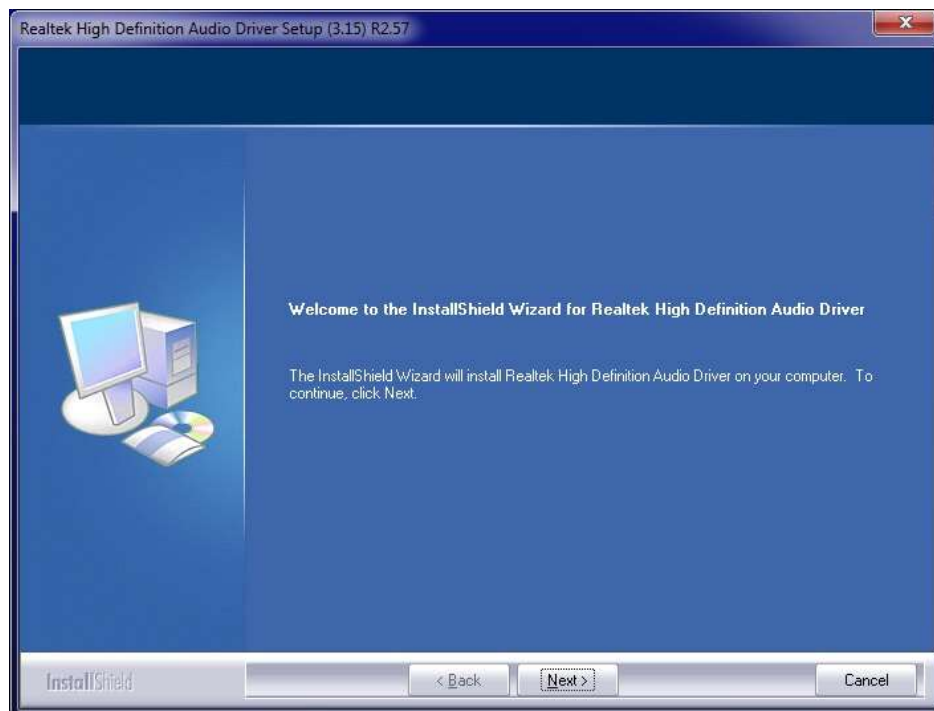 Realtek High Definition Audio Driver Setup (3.15) R2.57
Welcome to the InstallShield Wizard for Realtek High Definition Audio Driver
The InstallShield Wizard will install Realtek High Definition Audio Driver on your computer. To
continue, click Next.
InstallShield
< Back
Next >
Cancel